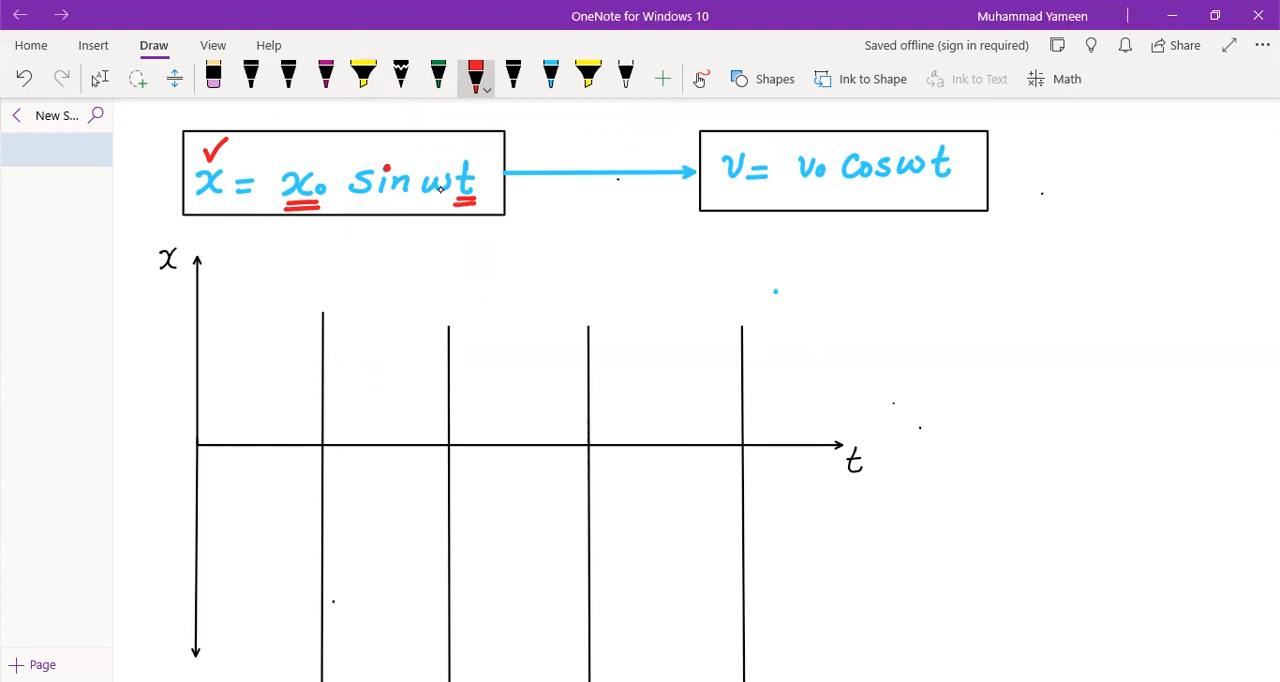 OneNote for Windows 10
Muhammad Yameen
Home Insert Draw View Help
Saved offline (sign in required) Share
Shapes Ink to Shape Ink to Text Math
New S...
x = x₀ sin ωt
v = v₀ cos ωt
x
t
Page